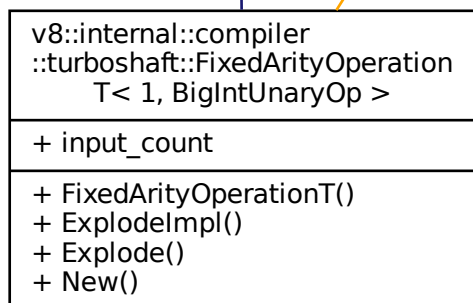 v8::internal::compiler
::turboshaft::FixedArityOperation
T< 1, BigIntUnaryOp >
+ input_count
+ FixedArityOperationT()
+ ExplodeImpl()
+ Explode()
+ New()